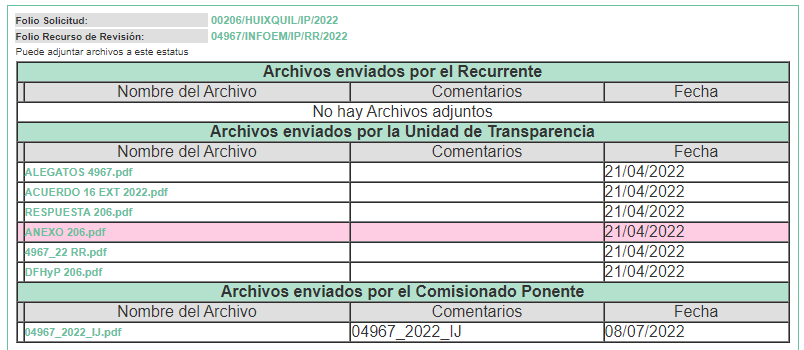 Folio Solicitud: 00206/HUIXQUIL/IP/2022
Folio Recurso de Revisión: 04967/INFOEM/IP/RR/2022
Puede adjuntar archivos a este estatus
Archivos enviados por el Recurrente
Nombre del Archivo Comentarios Fecha
No hay Archivos adjuntos
Archivos enviados por la Unidad de Transparencia
Nombre del Archivo Comentarios Fecha
ALEGATOS 4967.pdf 21/04/2022
ACUERDO 16 EXT 2022.pdf 21/04/2022
RESPUESTA 206.pdf 21/04/2022
ANEXO 206.pdf 21/04/2022
4967_22 RR.pdf 21/04/2022
DFHyP 206.pdf 21/04/2022
Archivos enviados por el Comisionado Ponente
Nombre del Archivo Comentarios Fecha
04967_2022_IJ.pdf 04967_2022_IJ 08/07/2022